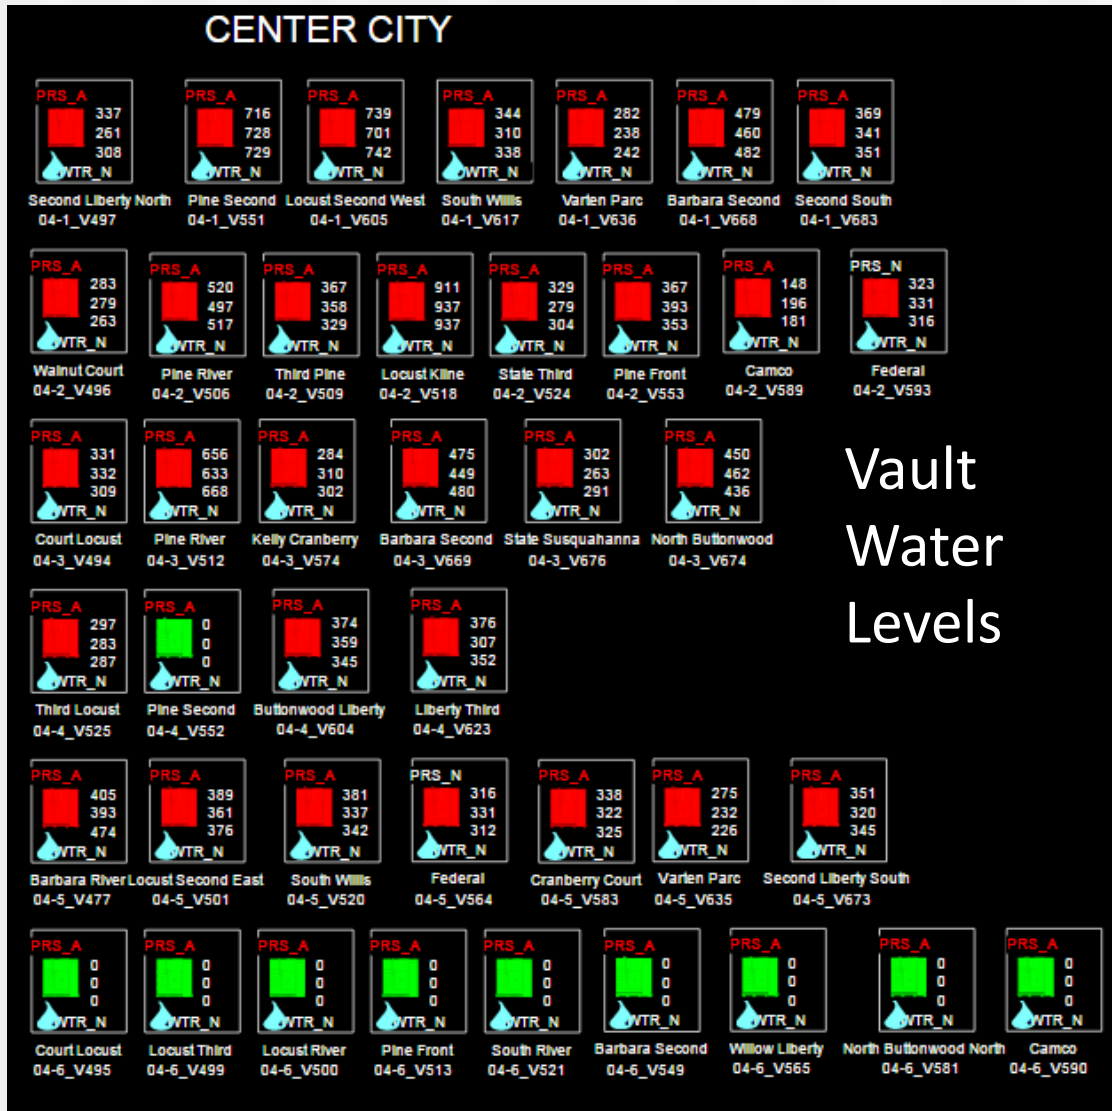 CENTER CITY
PRS_A PRS_A PRS_A PRS_A PRS_A PRS_A PRS_A
337 716 739 344 282 479 369
261 728 701 310 238 460 341
308 729 742 338 242 482 351
WTR_N WTR_N WTR_N WTR_N WTR_N WTR_N WTR_N
Second Liberty North Pine Second Locust Second West South Willis Varten Parc Barbara Second Second South
04-1_V497 04-1_V551 04-1_V605 04-1_V617 04-1_V636 04-1_V668 04-1_V683
PRS_A PRS_A PRS_A PRS_A PRS_A PRS_A PRS_A PRS_N
283 520 367 911 329 367 148 323
279 497 358 937 279 393 196 331
263 517 329 937 304 353 181 316
WTR_N WTR_N WTR_N WTR_N WTR_N WTR_N WTR_N WTR_N
Walnut Court Pine River Third Pine Locust Kline State Third Pine Front Camco Federal
04-2_V496 04-2_V506 04-2_V509 04-2_V518 04-2_V524 04-2_V553 04-2_V589 04-2_V593
PRS_A PRS_A PRS_A PRS_A PRS_A PRS_A
331 656 284 475 302 450
332 633 310 449 263 462
309 668 302 480 291 436
WTR_N WTR_N WTR_N WTR_N WTR_N WTR_N
Court Locust Pine River Kelly Cranberry Barbara Second State Susquahanna North Buttonwood
04-3_V494 04-3_V512 04-3_V574 04-3_V669 04-3_V676 04-3_V674
Vault
Water
Levels
PRS_A PRS_A PRS_A PRS_A
297 0 374 376
283 0 359 307
287 0 345 352
WTR_N WTR_N WTR_N WTR_N
Third Locust Pine Second Buttonwood Liberty Liberty Third
04-4_V525 04-4_V552 04-4_V604 04-4_V623
PRS_A PRS_A PRS_A PRS_N PRS_A PRS_A PRS_A
405 389 381 316 338 275 351
393 361 337 331 322 232 320
474 376 342 312 325 226 345
WTR_N WTR_N WTR_N WTR_N WTR_N WTR_N WTR_N
Barbara River Locust Second East South Willis Federal Cranberry Court Varten Parc Second Liberty South
04-5_V477 04-5_V501 04-5_V520 04-5_V564 04-5_V583 04-5_V635 04-5_V673
PRS_A PRS_A PRS_A PRS_A PRS_A PRS_A PRS_A PRS_A PRS_A
0 0 0 0 0 0 0 0 0
0 0 0 0 0 0 0 0 0
0 0 0 0 0 0 0 0 0
WTR_N WTR_N WTR_N WTR_N WTR_N WTR_N WTR_N WTR_N WTR_N
Court Locust Locust Third Locust River Pine Front South River Barbara Second Willow Liberty North Buttonwood North Camco
04-6_V495 04-6_V499 04-6_V500 04-6_V513 04-6_V521 04-6_V549 04-6_V565 04-6_V581 04-6_V590